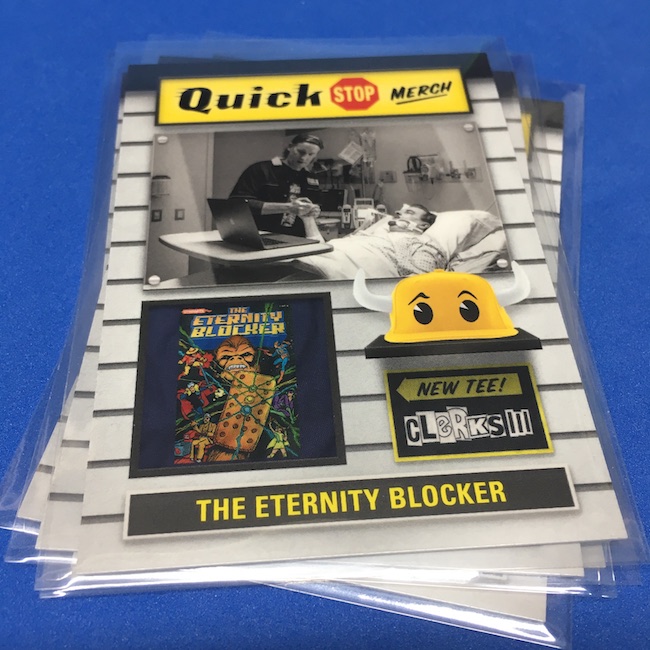 Quick STOP MERCH
THE
ETERNITY
BLOCKER
NEW TEE!
CLeRKS III
THE ETERNITY BLOCKER